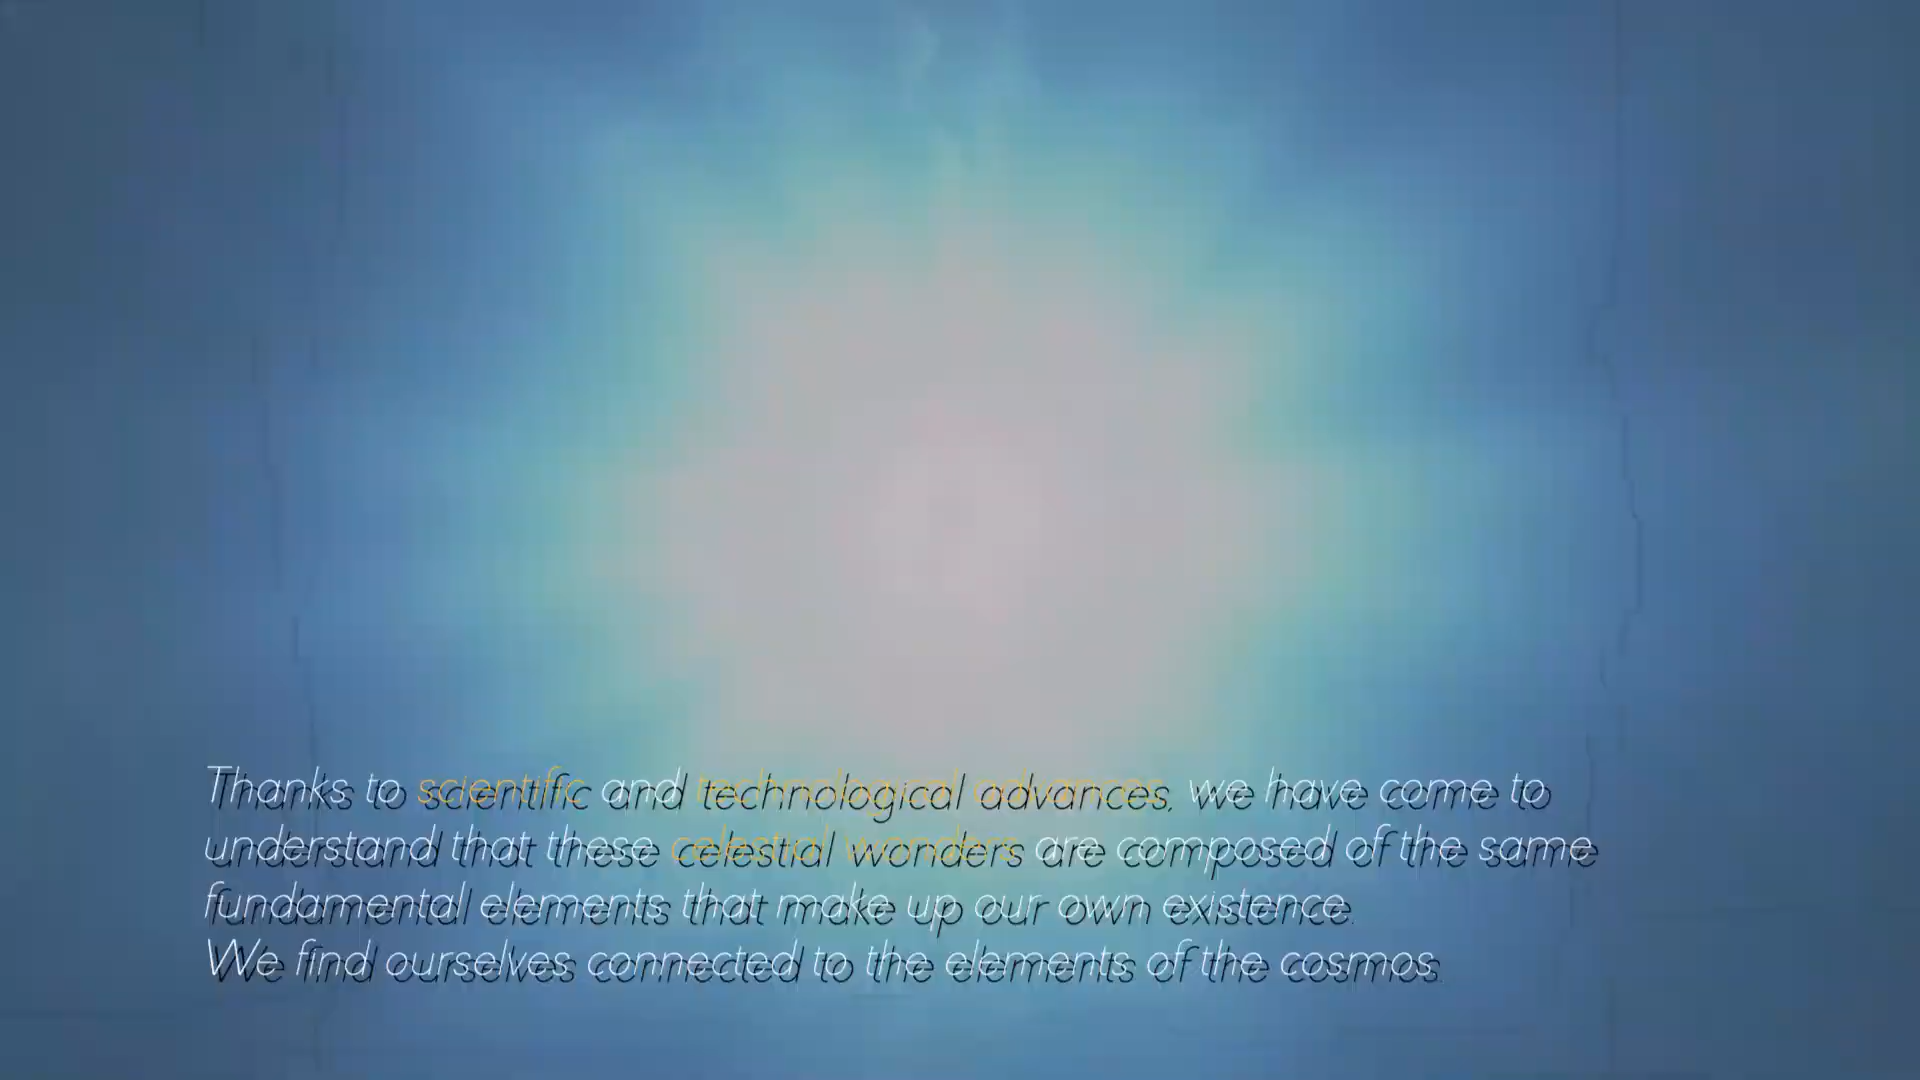 Thanks to scientific and technological advances, we have come to
understand that these celestial wonders are composed of the same
fundamental elements that make up our own existence.
We find ourselves connected to the elements of the cosmos.